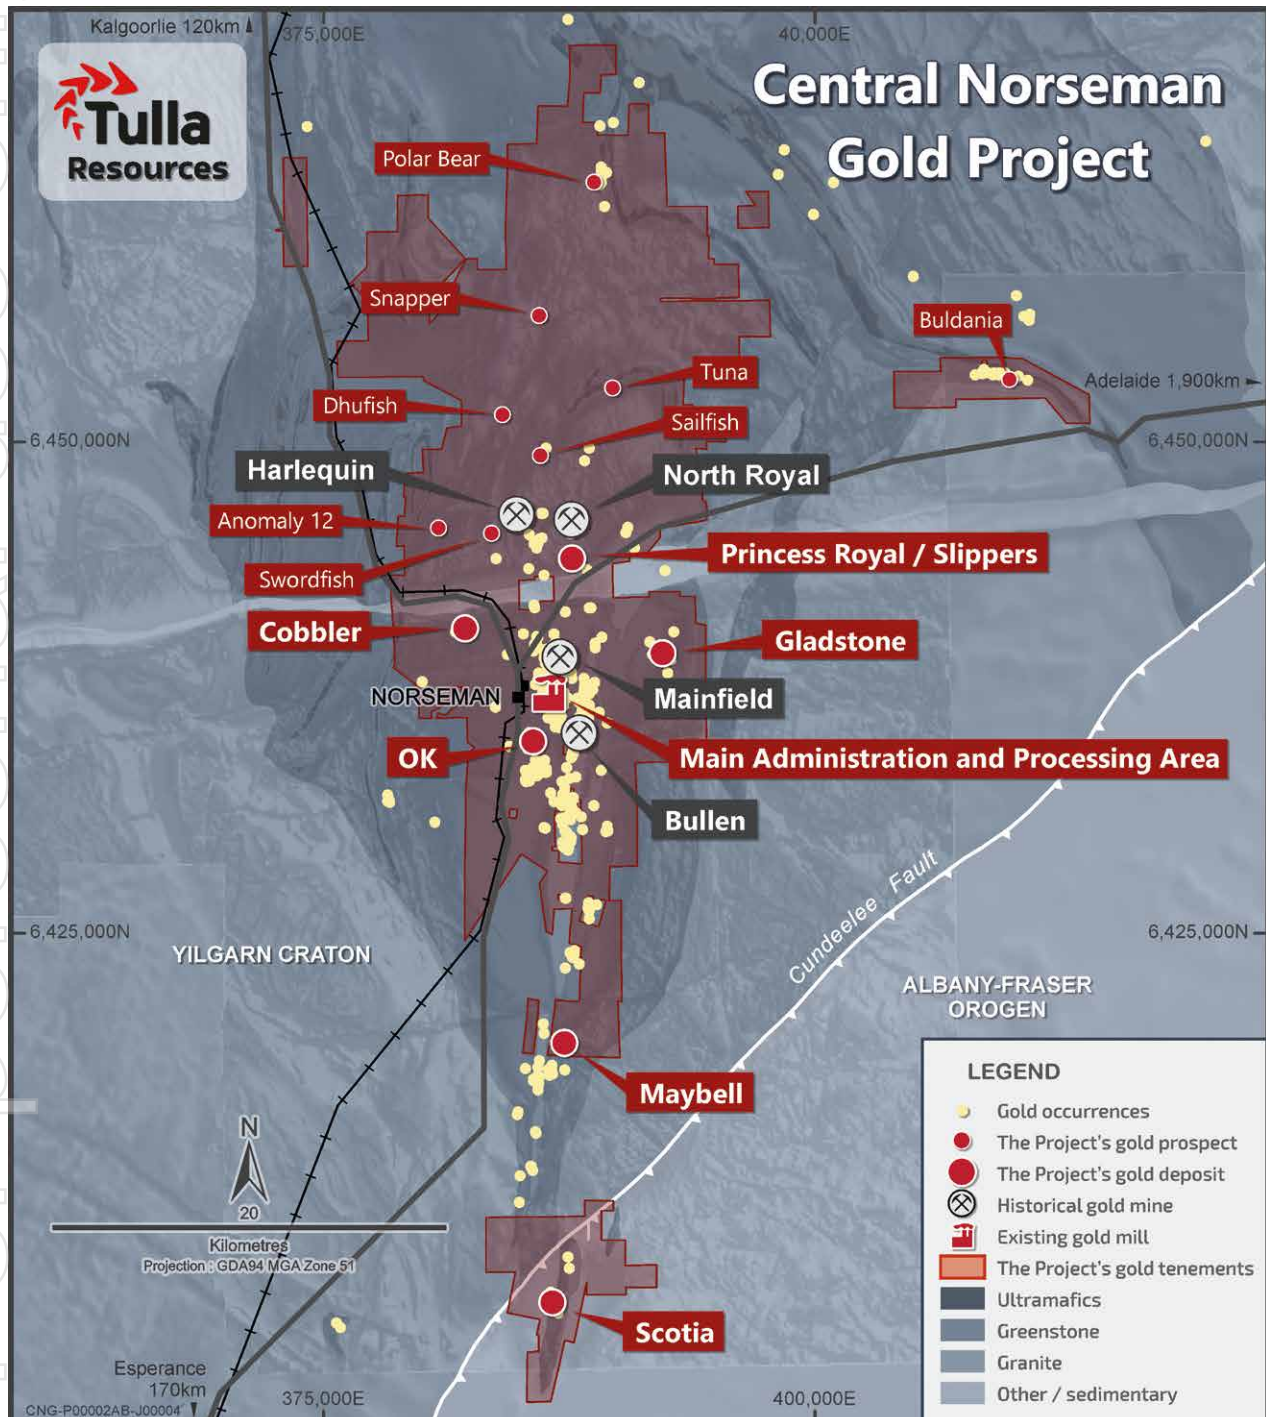 Kalgoorlie 120km
375,000E
40,000E
Tulla
Resources
Central Norseman
Gold Project
Polar Bear
Snapper
Buldania
Tuna
Adelaide 1,900km
Dhufish
Sailfish
6,450,000N
6,450,000N
Harlequin
North Royal
Anomaly 12
Princess Royal / Slippers
Swordfish
Cobbler
Gladstone
NORSEMAN
Mainfield
OK
Main Administration and Processing Area
Bullen
Cundeelee Fault
6,425,000N
6,425,000N
YILGARN CRATON
ALBANY-FRASER
OROGEN
Maybell
LEGEND
Gold occurrences
The Project's gold prospect
The Project's gold deposit
Historical gold mine
Existing gold mill
The Project's gold tenements
Ultramafics
Greenstone
Granite
Other / sedimentary
N
20
Kilometres
Projection : GDA94 MGA Zone 51
Scotia
Esperance
170km
375,000E
400,000E
CNG-P00002AB-J00004